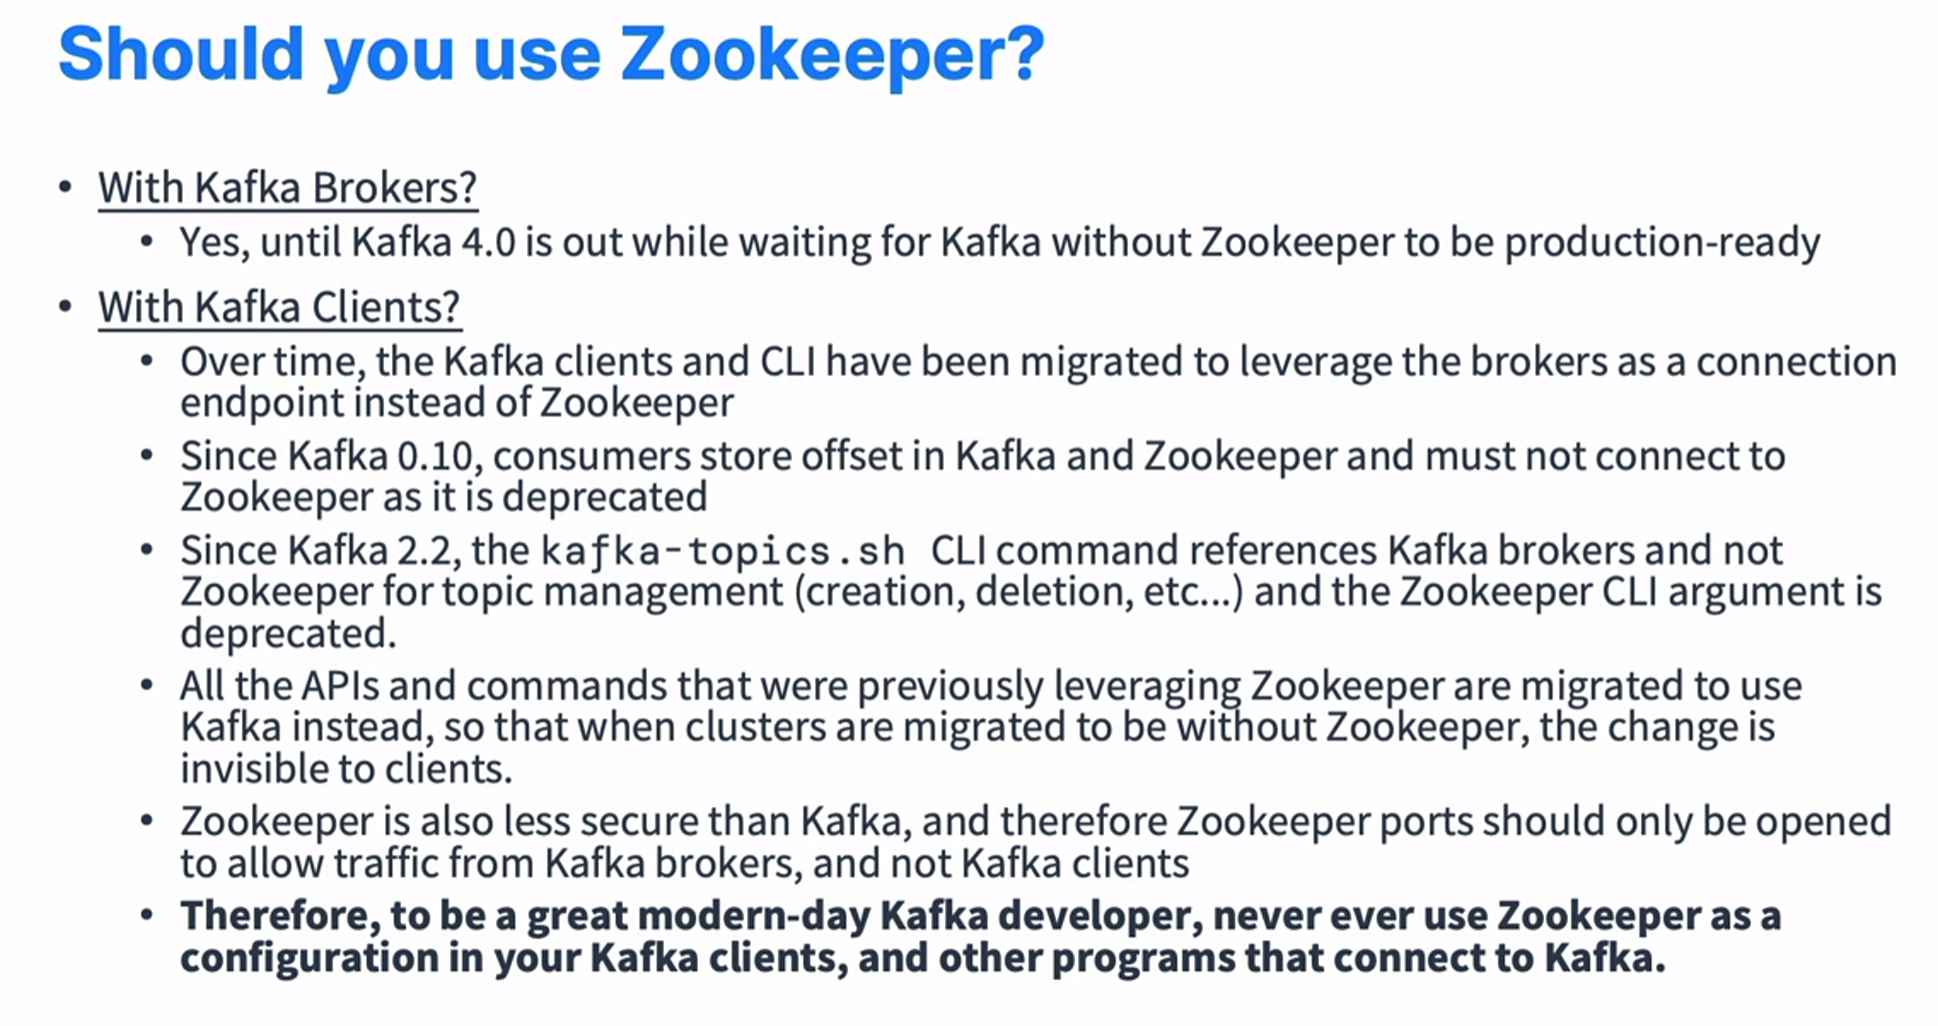 Should you use Zookeeper?
• With Kafka Brokers?
• Yes, until Kafka 4.0 is out while waiting for Kafka without Zookeeper to be production-ready
• With Kafka Clients?
• Over time, the Kafka clients and CLI have been migrated to leverage the brokers as a connection
endpoint instead of Zookeeper
• Since Kafka 0.10, consumers store offset in Kafka and Zookeeper and must not connect to
Zookeeper as it is deprecated
• Since Kafka 2.2, the kafka-topics.sh CLI command references Kafka brokers and not
Zookeeper for topic management (creation, deletion, etc...) and the Zookeeper CLI argument is
deprecated.
• All the APIs and commands that were previously leveraging Zookeeper are migrated to use
Kafka instead, so that when clusters are migrated to be without Zookeeper, the change is
invisible to clients.
• Zookeeper is also less secure than Kafka, and therefore Zookeeper ports should only be opened
to allow traffic from Kafka brokers, and not Kafka clients
• Therefore, to be a great modern-day Kafka developer, never ever use Zookeeper as a
configuration in your Kafka clients, and other programs that connect to Kafka.